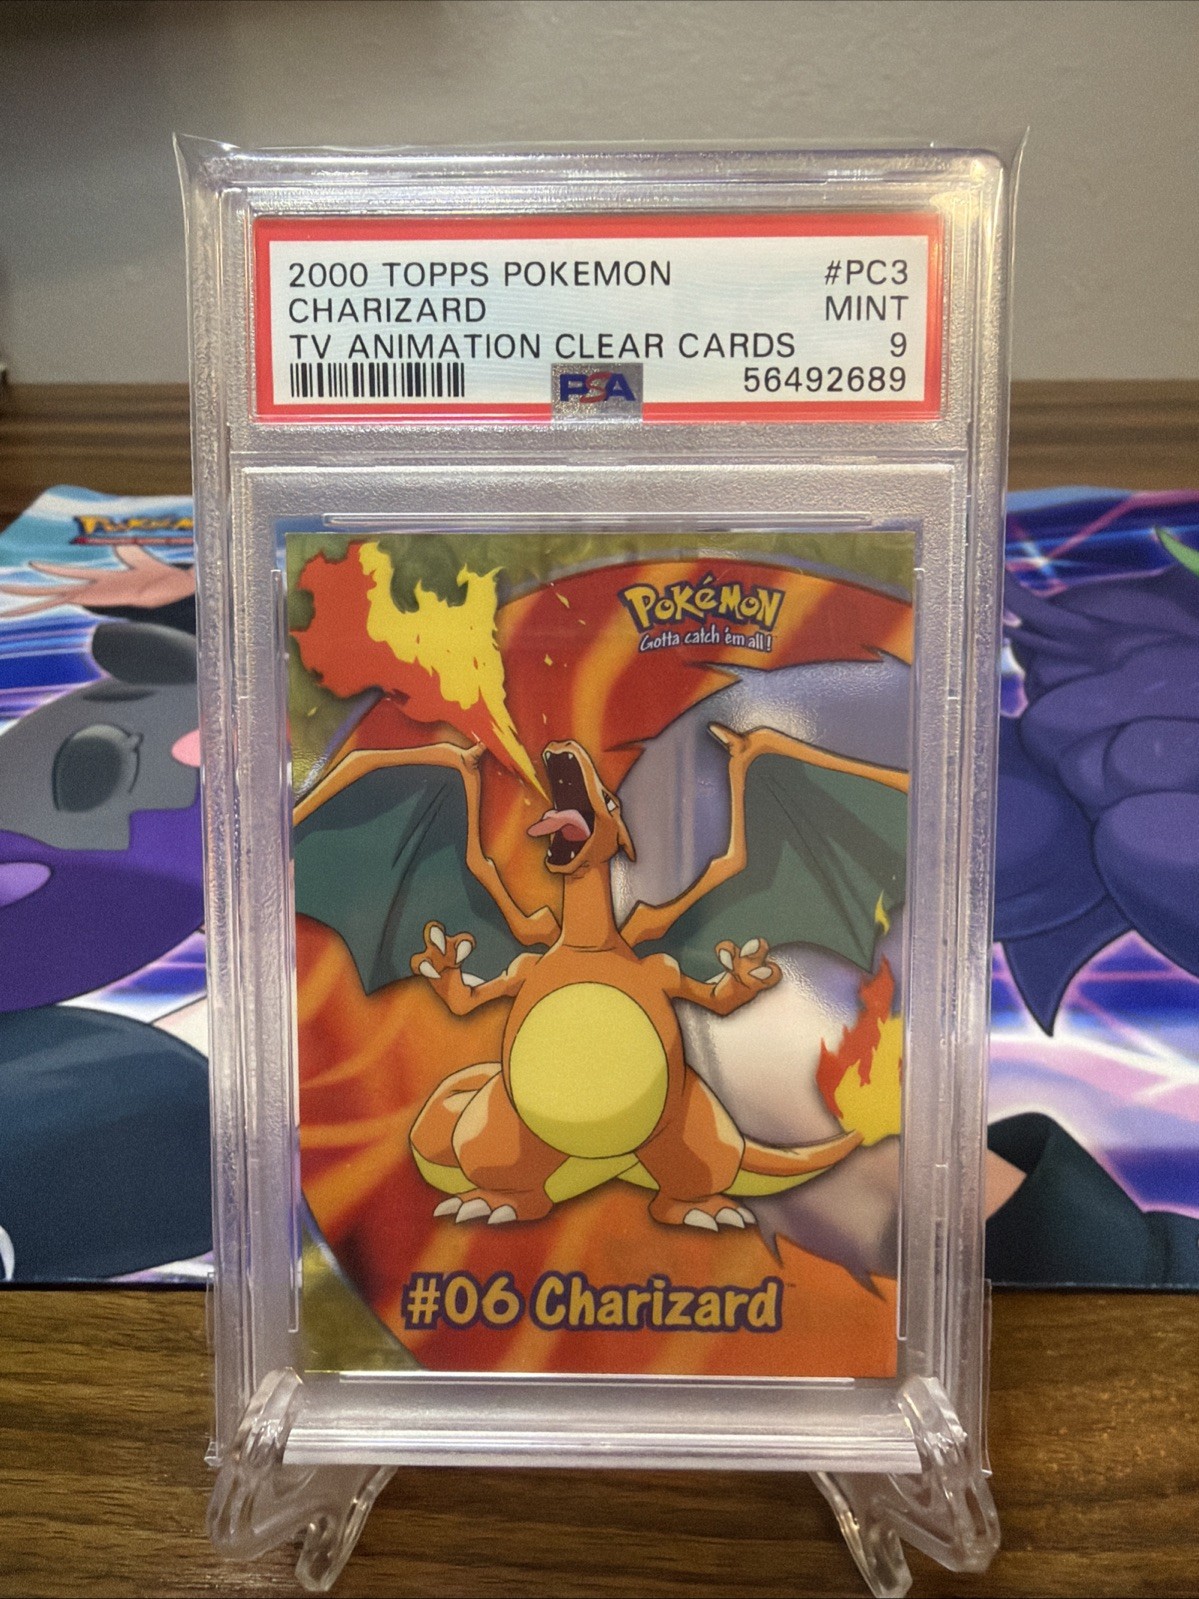 2000 TOPPS POKEMON #PC3
CHARIZARD MINT
TV ANIMATION CLEAR CARDS 9
PSA 56492689
POKéMON
Gotta catch 'em all!
#06 Charizard™